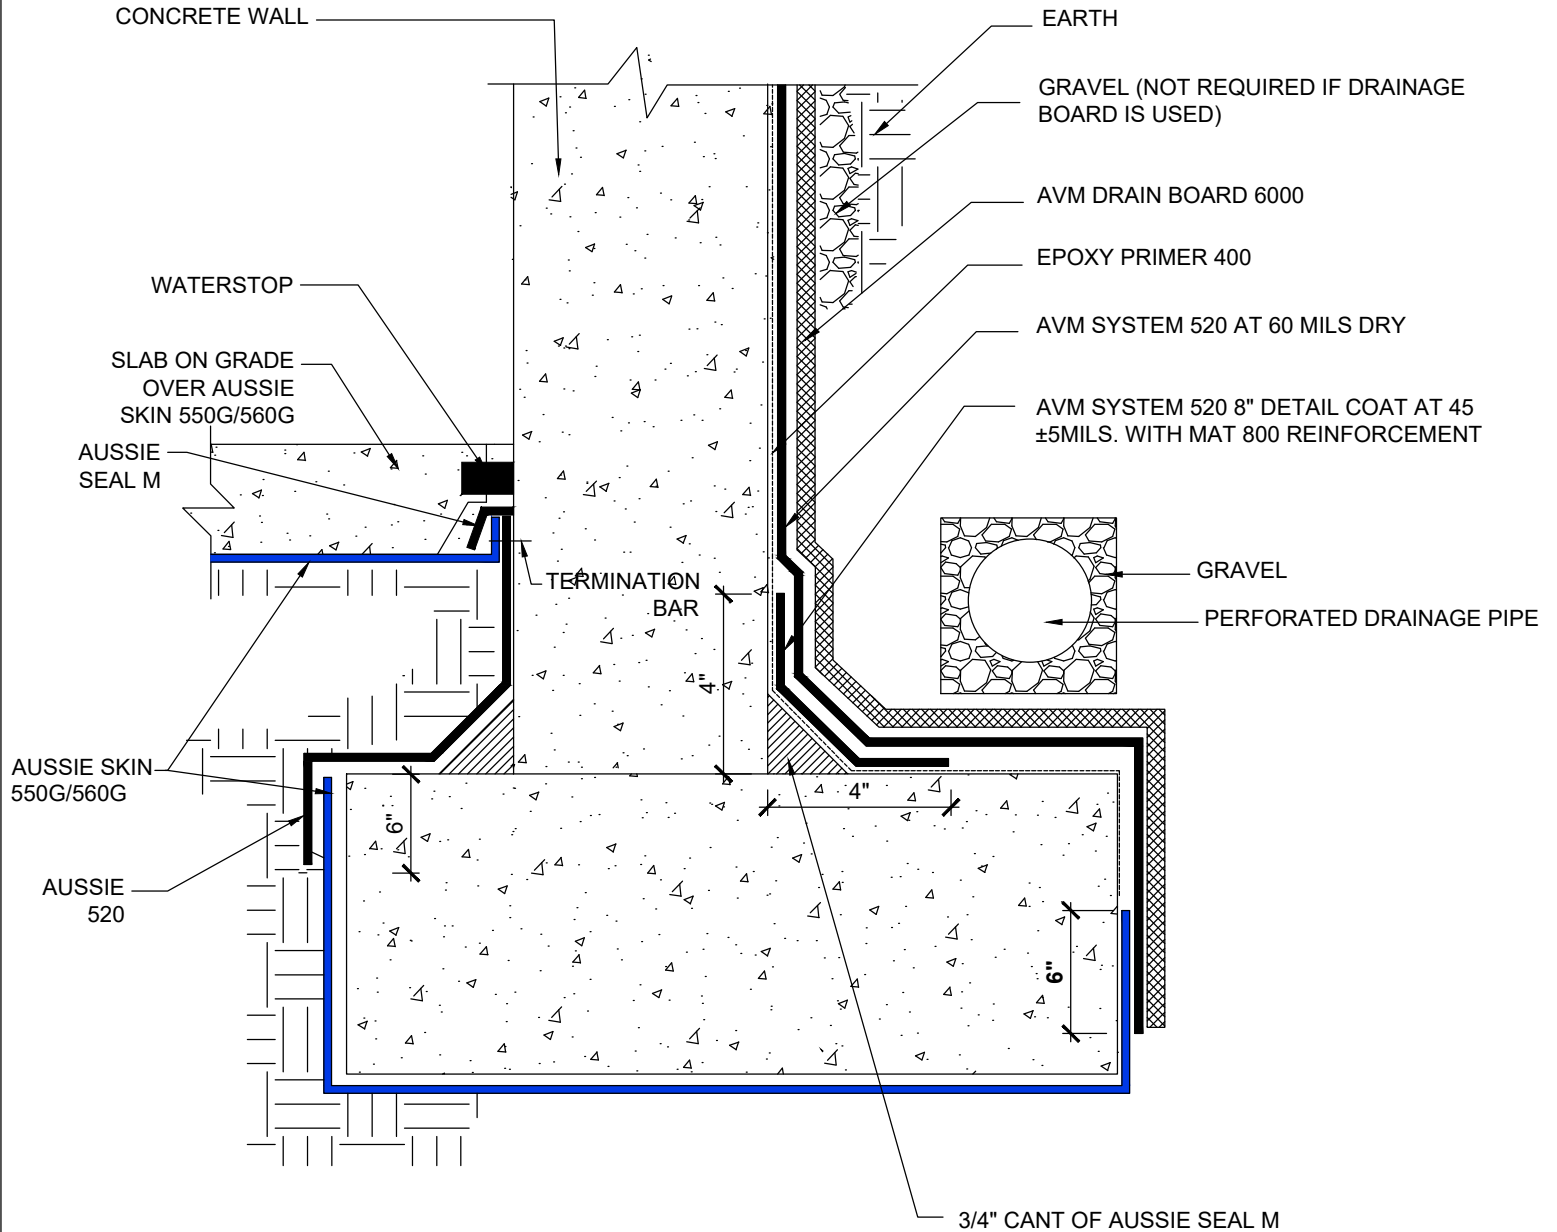 CONCRETE WALL
EARTH
GRAVEL (NOT REQUIRED IF DRAINAGE
BOARD IS USED)
AVM DRAIN BOARD 6000
EPOXY PRIMER 400
WATERSTOP
AVM SYSTEM 520 AT 60 MILS DRY
SLAB ON GRADE
OVER AUSSIE
SKIN 550G/560G
AVM SYSTEM 520 8" DETAIL COAT AT 45
±5MILS. WITH MAT 800 REINFORCEMENT
AUSSIE
SEAL M
TERMINATION
BAR
GRAVEL
PERFORATED DRAINAGE PIPE
4"
AUSSIE SKIN
550G/560G
4"
6"
AUSSIE
520
6"
3/4" CANT OF AUSSIE SEAL M